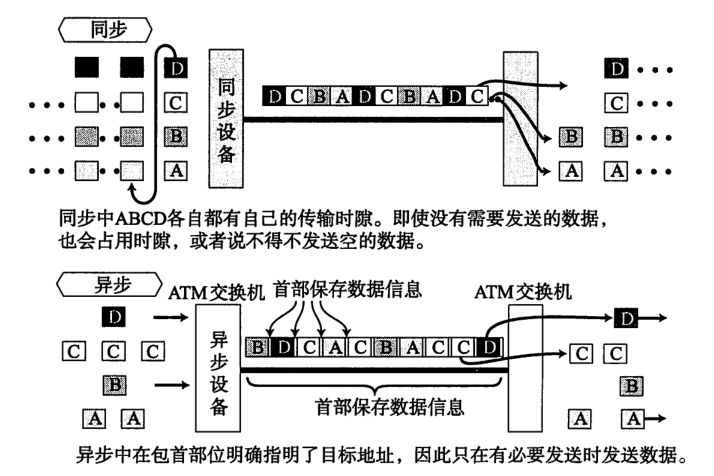 同步
D
C
B
A
同步设备
D C B A D C B A D C
D
C
B B
A A
同步中ABCD各自都有自己的传输时隙。即使没有需要发送的数据，
也会占用时隙，或者说不得不发送空的数据。
异步
ATM交换机 首部保存数据信息 ATM交换机
D
C C C
B
A A
异步设备
B D C A C B A C C D
首部保存数据信息
D
C C
B
A A
异步中在包首部位明确指明了目标地址，因此只在有必要发送时发送数据。